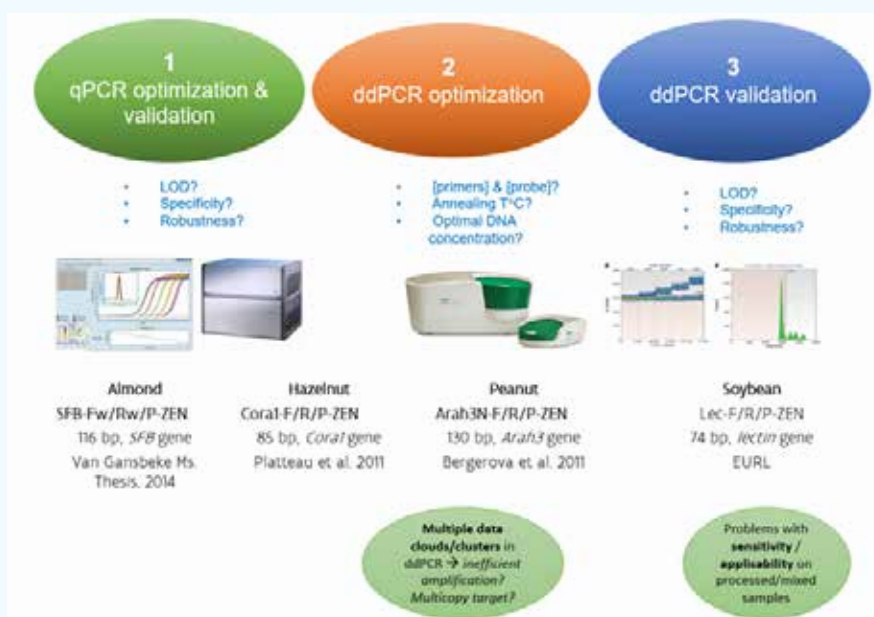 1
qPCR optimization &
validation
2
ddPCR optimization
3
ddPCR validation
• LOD?
• Specificity?
• Robustness?
• [primers] & [probe]?
• Annealing T°C?
• Optimal DNA
concentration?
• LOD?
• Specificity?
• Robustness?
Almond
SFB-Fw/Rw/P-ZEN
116 bp, SFB gene
Van Gansbeke Ms.
Thesis. 2014
Hazelnut
Cora1-F/R/P-ZEN
85 bp, Cora1 gene
Platteau et al. 2011
Peanut
Arah3N-F/R/P-ZEN
130 bp, Arah3 gene
Bergerova et al. 2011
Soybean
Lec-F/R/P-ZEN
74 bp, lectin gene
EURL
Multiple data
clouds/clusters in
ddPCR → inefficient
amplification?
Multicopy target?
Problems with
sensitivity /
applisability on
processed/mixed
samples